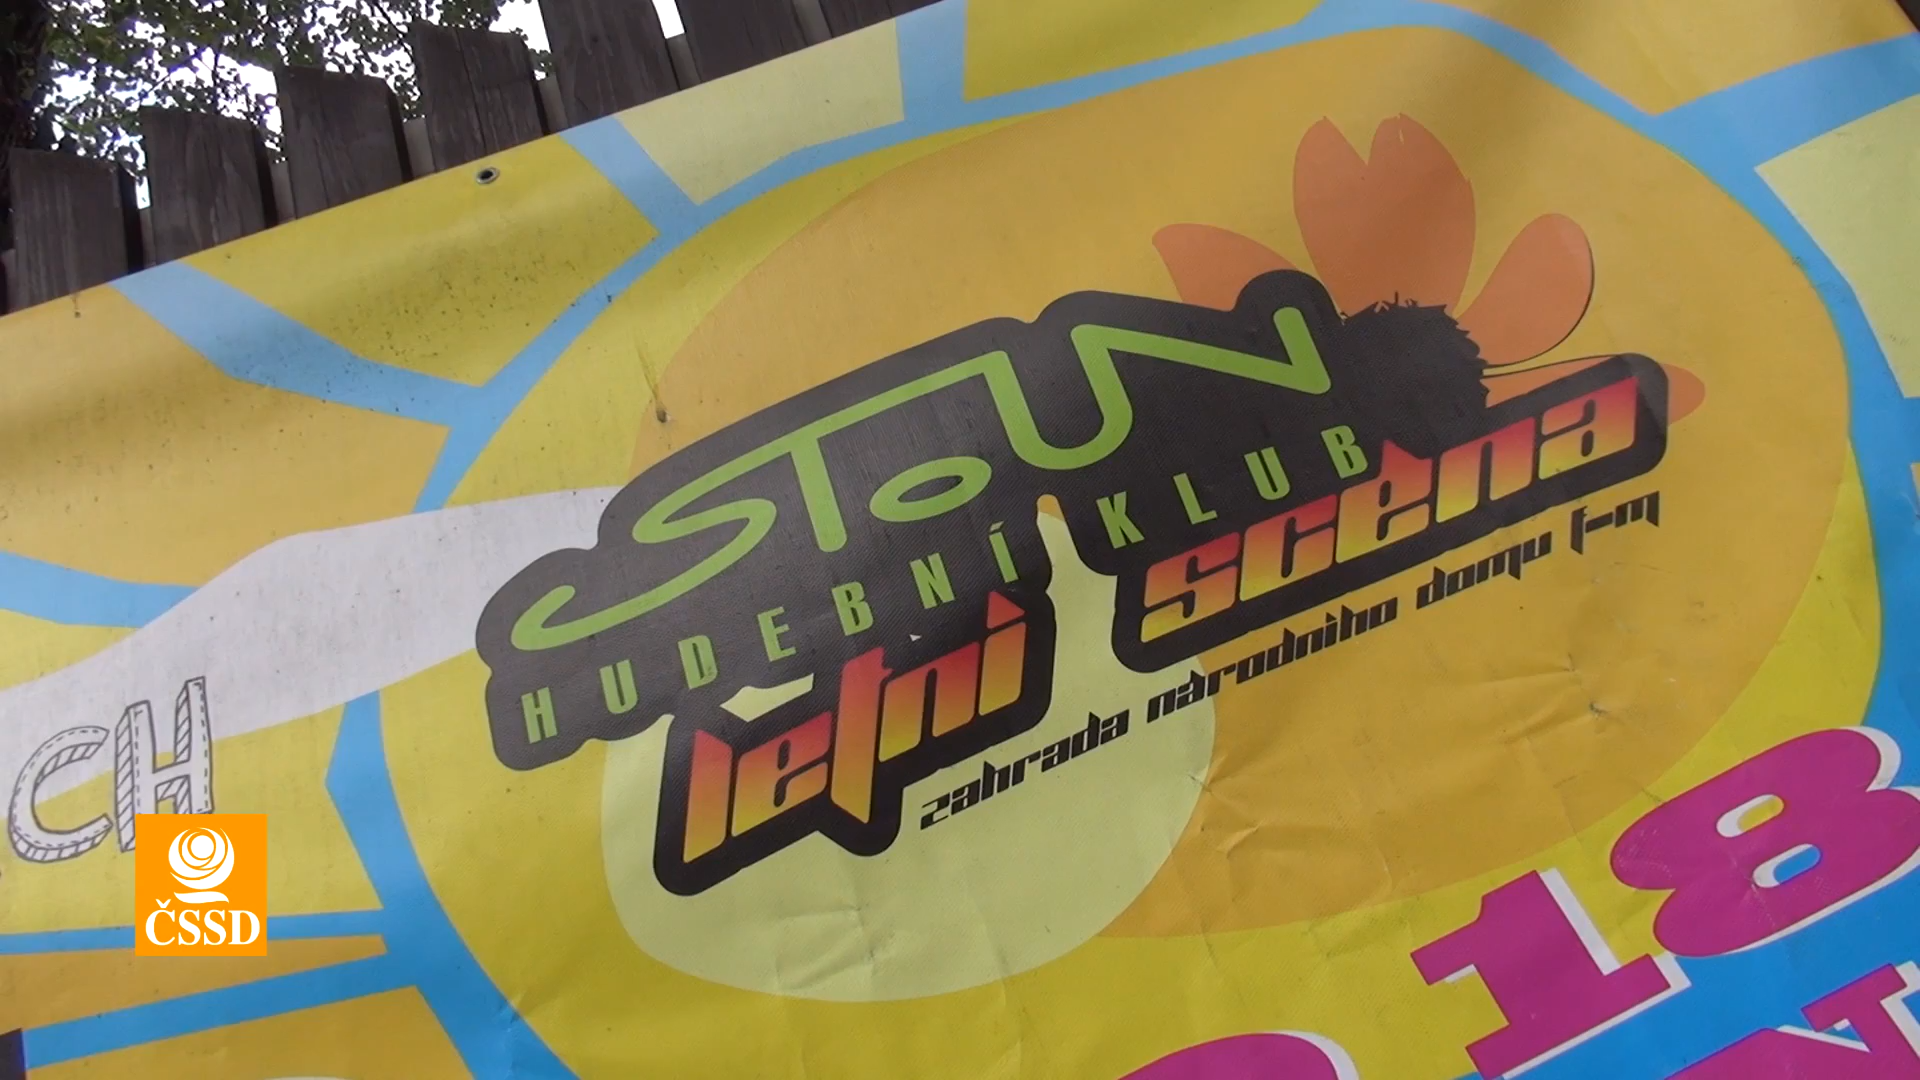 STOUN
HUDEBNÍ KLUB
letní scéna
zahrada národního domu f-m
CH
18
ČSSD